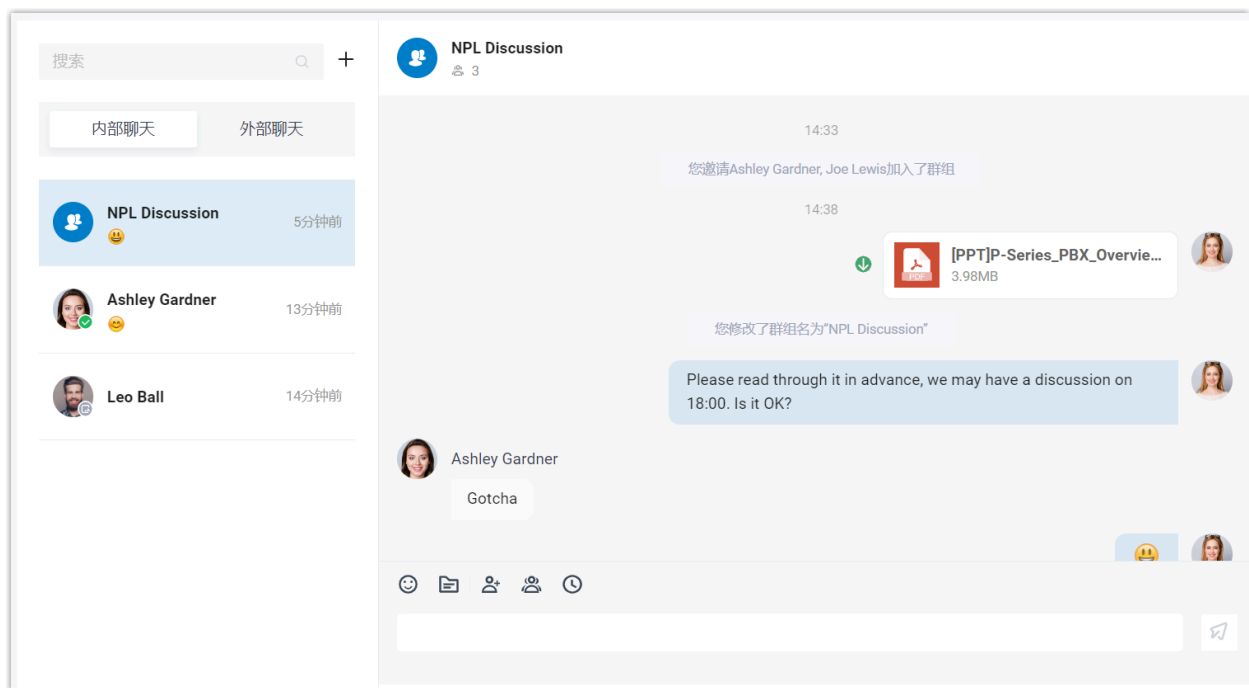 搜索
内部聊天
外部聊天
NPL Discussion
5分钟前
Ashley Gardner
13分钟前
Leo Ball
14分钟前
NPL Discussion
3
14:33
您邀请Ashley Gardner, Joe Lewis加入了群组
14:38
[PPT]P-Series_PBX_Overvie...
3.98MB
PDF
您修改了群组名为“NPL Discussion”
Please read through it in advance, we may have a discussion on
18:00. Is it OK?
Ashley Gardner
Gotcha